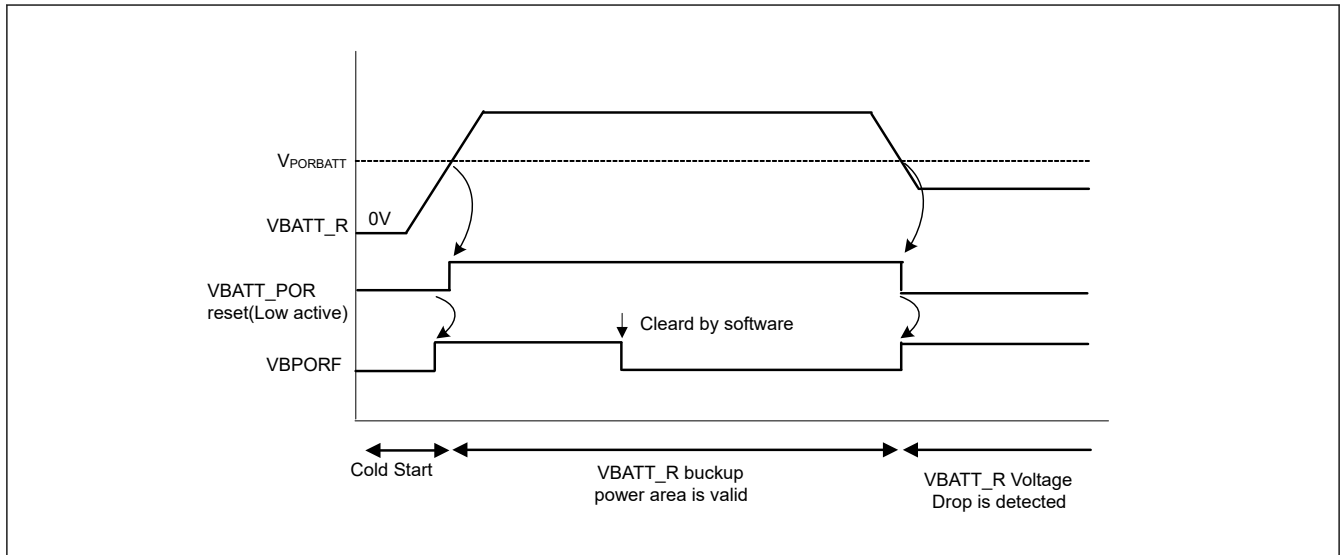 VPORBATT
0V
VBATT_R
VBATT_POR
reset(Low active)
Cleard by software
VBPORF
Cold Start
VBATT_R buckup
power area is valid
VBATT_R Voltage
Drop is detected